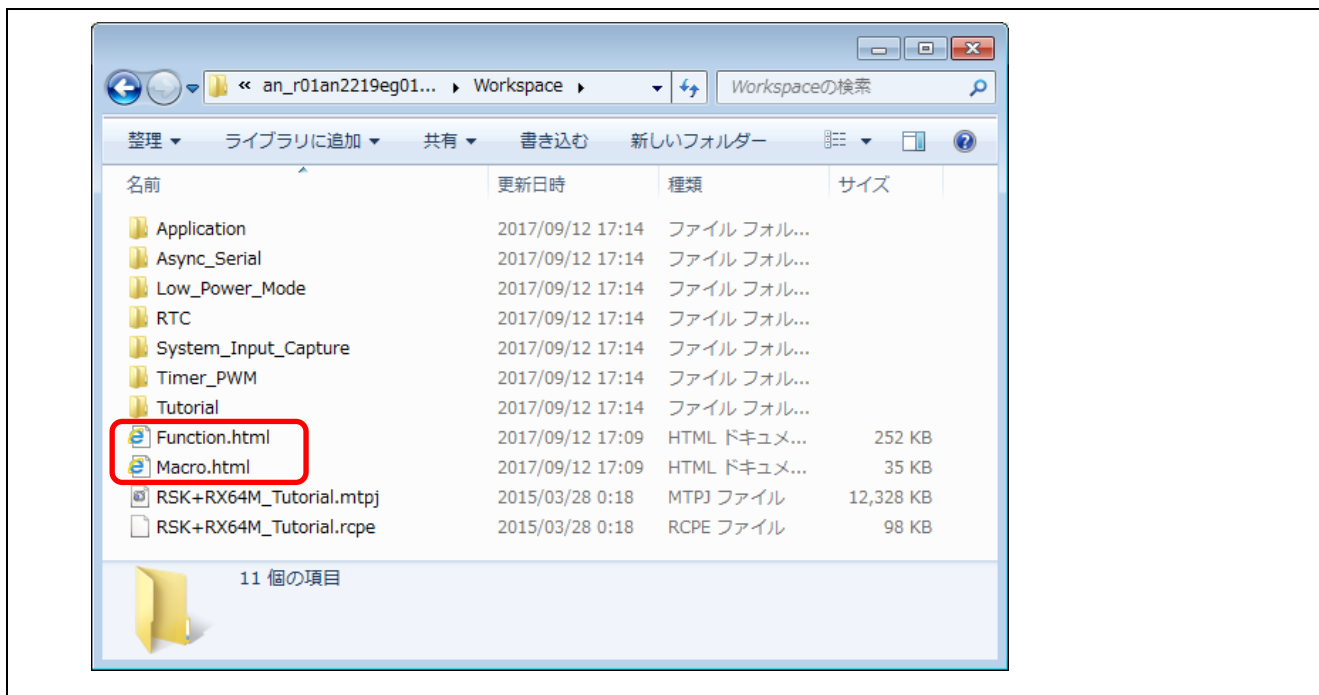 « an_r01an2219eg01... ▸ Workspace ▸ Workspaceの検索
整理 ▼ ライブラリに追加 ▼ 共有 ▼ 書き込む 新しいフォルダー
名前 更新日時 種類 サイズ
Application 2017/09/12 17:14 ファイル フォル...
Async_Serial 2017/09/12 17:14 ファイル フォル...
Low_Power_Mode 2017/09/12 17:14 ファイル フォル...
RTC 2017/09/12 17:14 ファイル フォル...
System_Input_Capture 2017/09/12 17:14 ファイル フォル...
Timer_PWM 2017/09/12 17:14 ファイル フォル...
Tutorial 2017/09/12 17:14 ファイル フォル...
Function.html 2017/09/12 17:09 HTML ドキュメ... 252 KB
Macro.html 2017/09/12 17:09 HTML ドキュメ... 35 KB
RSK+RX64M_Tutorial.mtpj 2015/03/28 0:18 MTPJ ファイル 12,328 KB
RSK+RX64M_Tutorial.rcpe 2015/03/28 0:18 RCPE ファイル 98 KB
11 個の項目